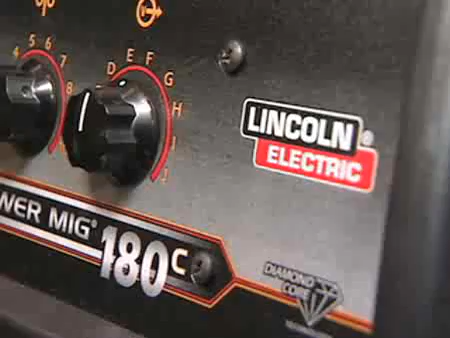 4 5 6 7 8
D E F G H I
LINCOLN®
ELECTRIC
WER MIG® 180C
DIAMOND
CORE